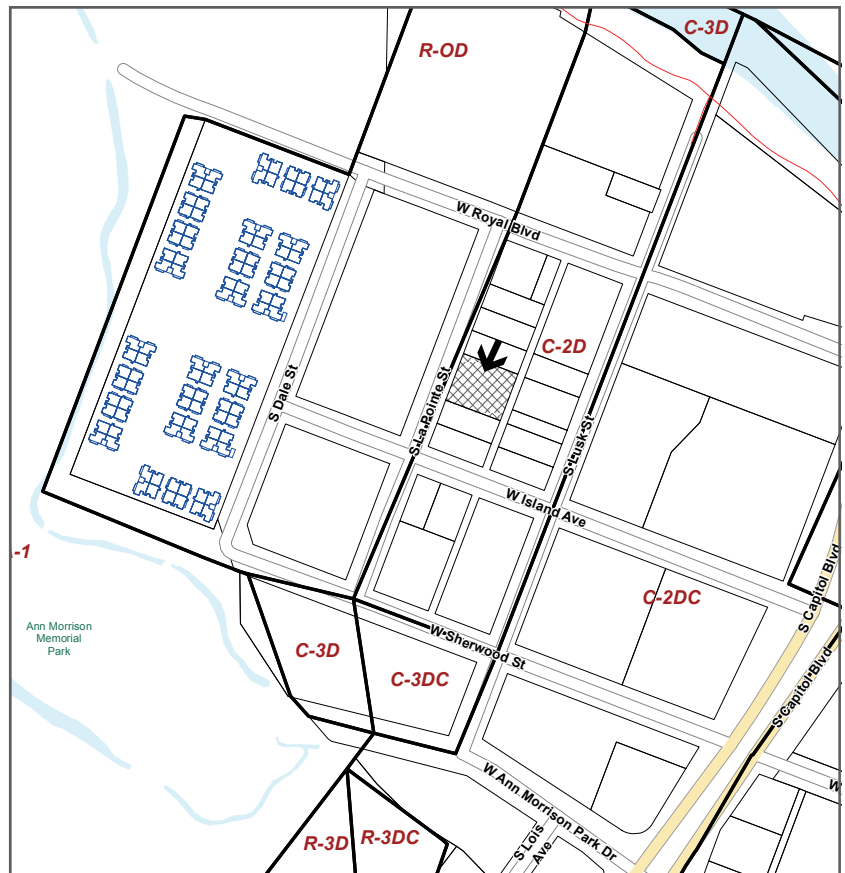 C-3D
R-OD
W Royal Blvd
C-2D
S La Pointe St
S Dale St
S Lusk St
W Island Ave
-1
S Capitol Blvd
C-2DC
Ann Morrison
Memorial
Park
W Sherwood St
C-3D
C-3DC
S Capitol Blvd
W Ann Morrison Park Dr
W
S Lois
Ave
R-3D
R-3DC